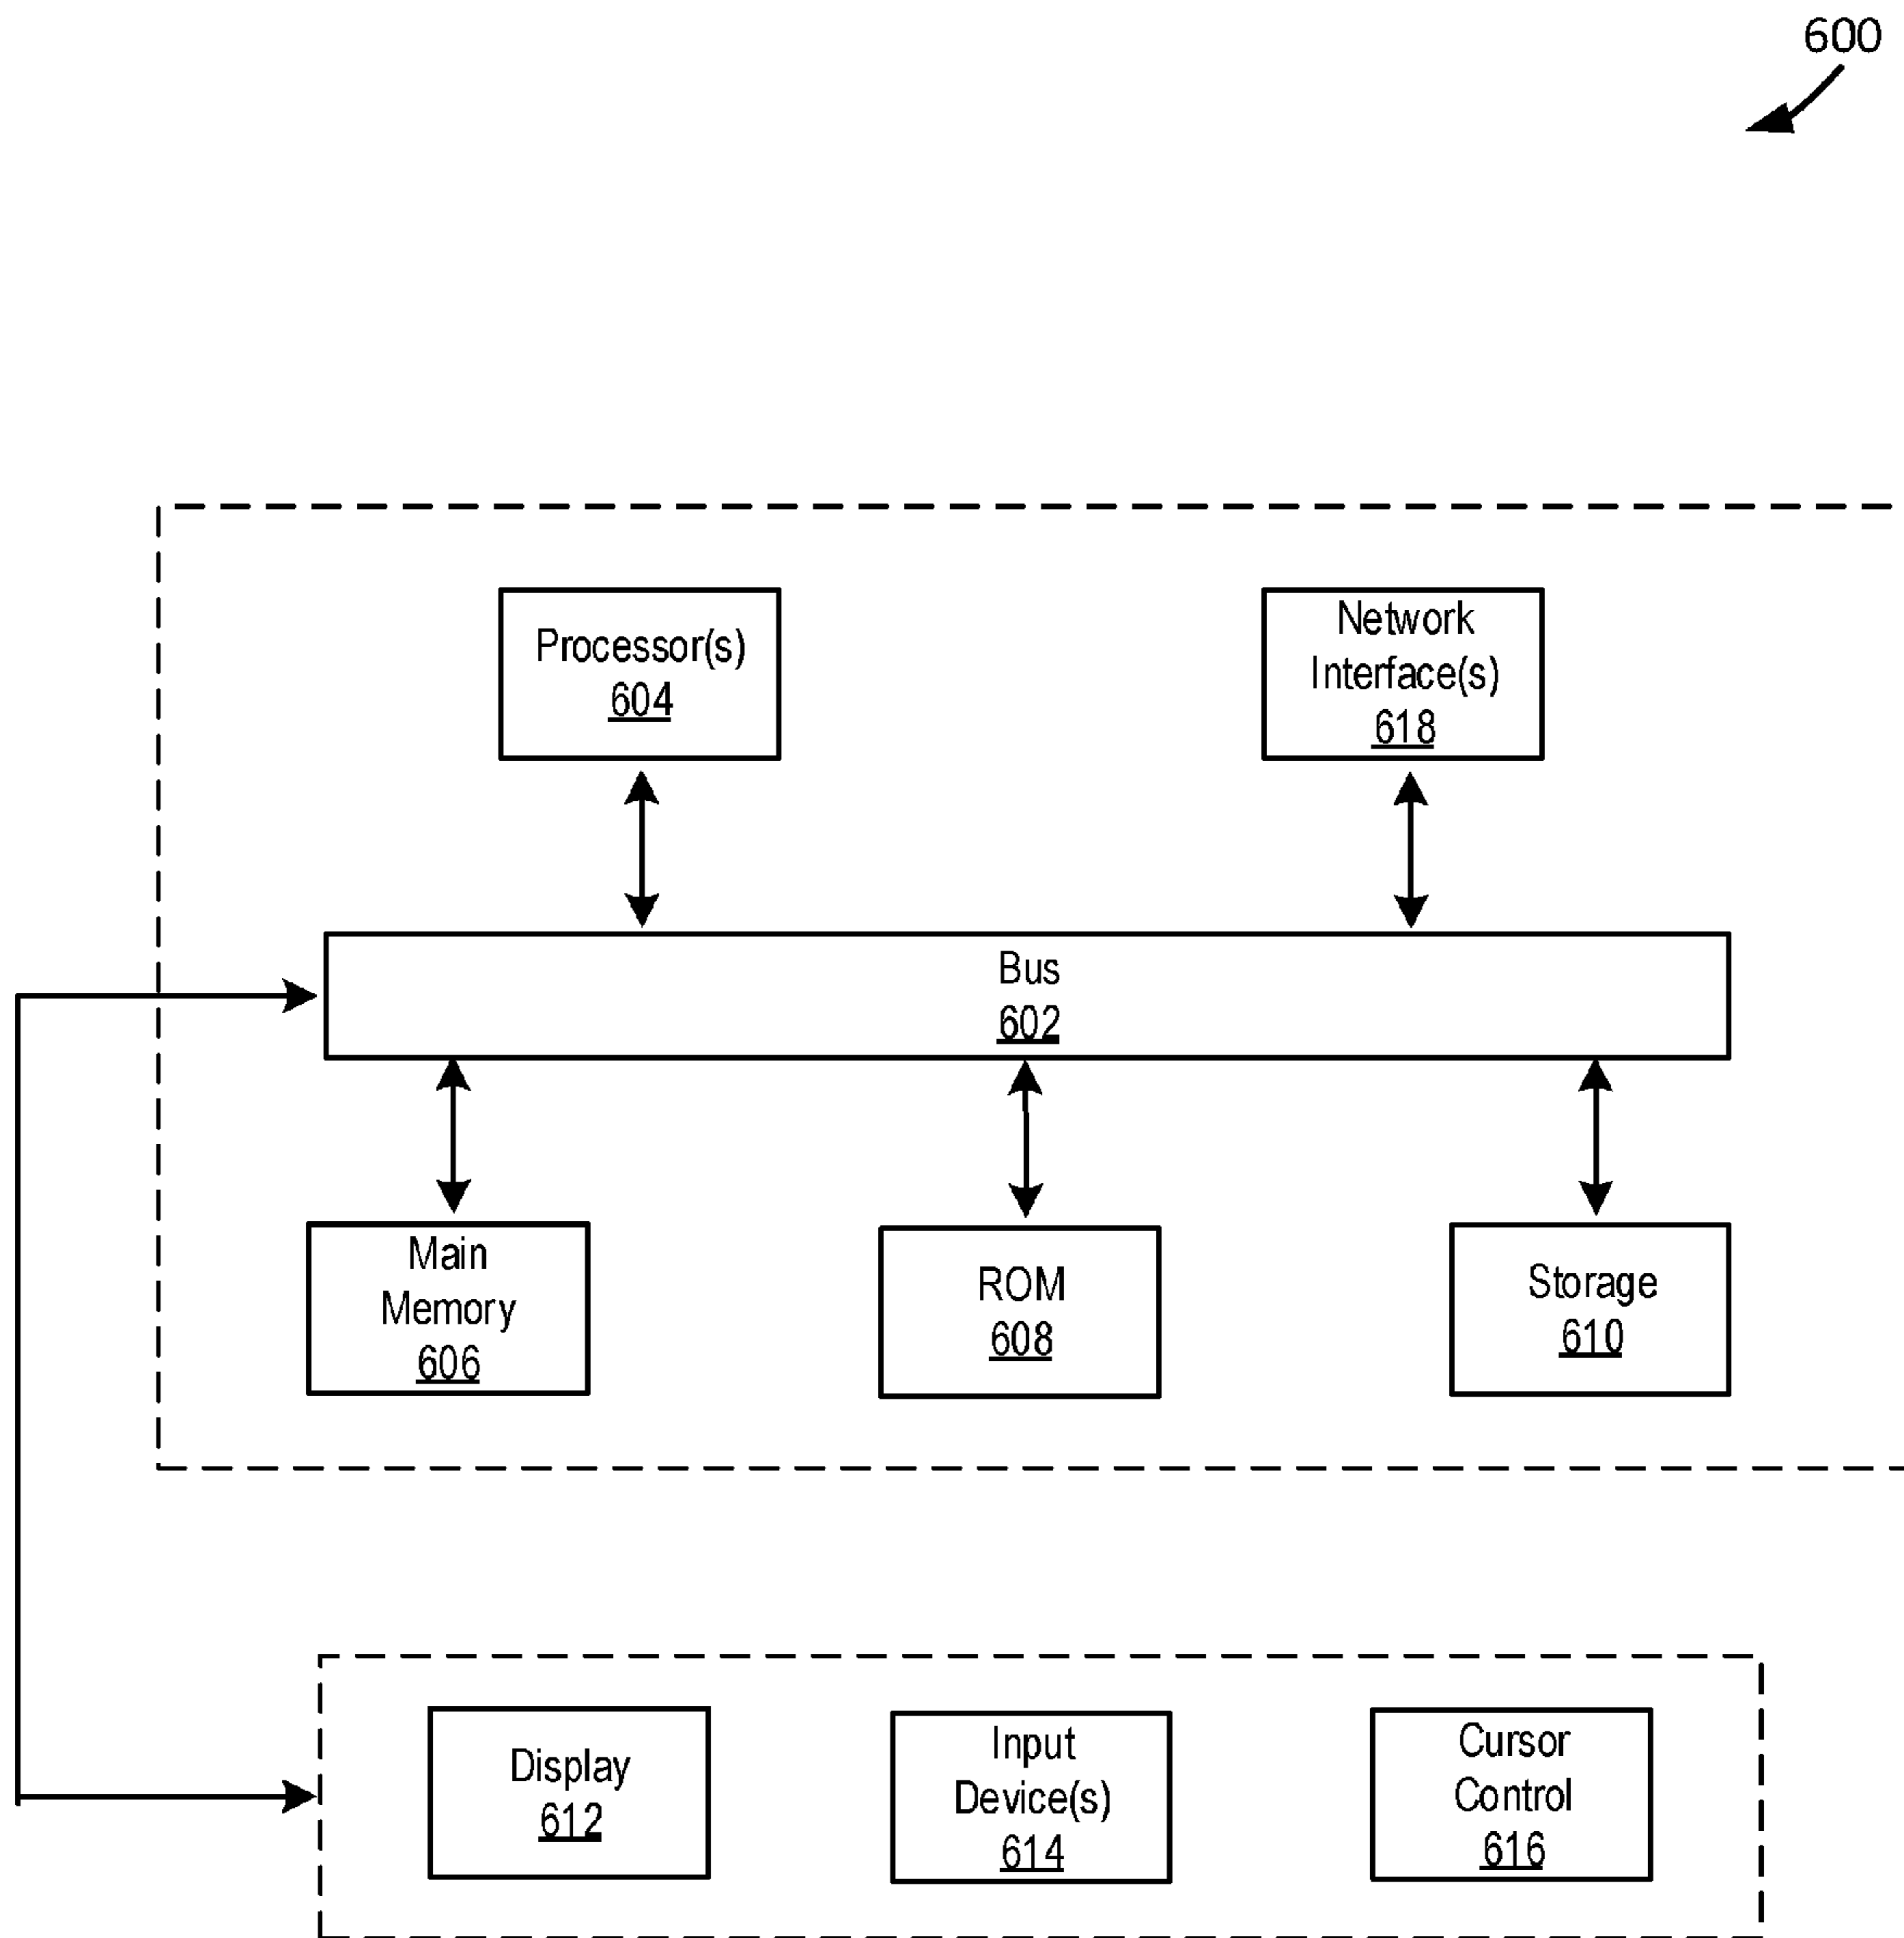 600
Processor(s)
604
Network
Interface(s)
618
Bus
602
Main
Memory
606
ROM
608
Storage
610
Display
612
Input
Device(s)
614
Cursor
Control
616